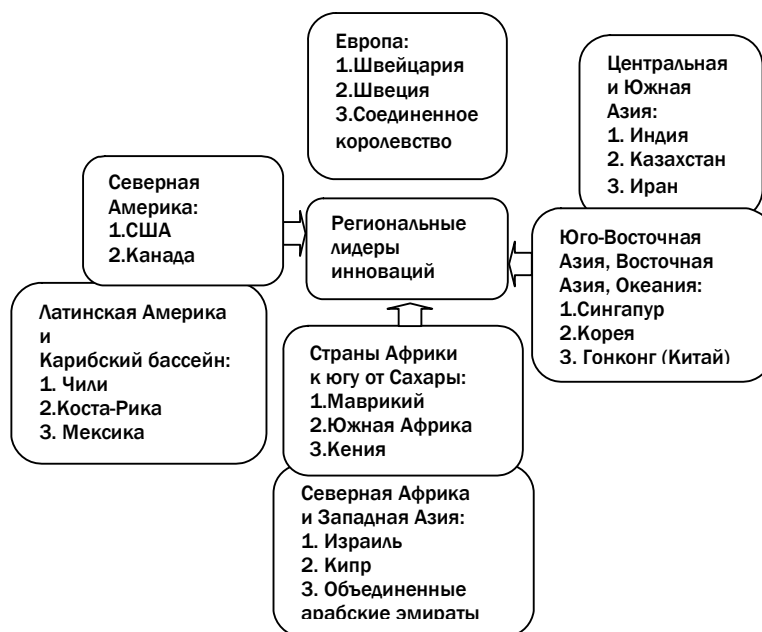 Европа:
1.Швейцария
2.Швеция
3.Соединенное
королевство
Центральная
и Южная
Азия:
1. Индия
2. Казахстан
3. Иран
Северная
Америка:
1.США
2.Канада
Региональные
лидеры
инноваций
Юго-Восточная
Азия, Восточная
Азия, Океания:
1.Сингапур
2.Корея
3. Гонконг (Китай)
Латинская Америка
и
Карибский бассейн:
1. Чили
2.Коста-Рика
3. Мексика
Страны Африки
к югу от Сахары:
1.Маврикий
2.Южная Африка
3.Кения
Северная Африка
и Западная Азия:
1. Израиль
2. Кипр
3. Объединенные
арабские эмираты